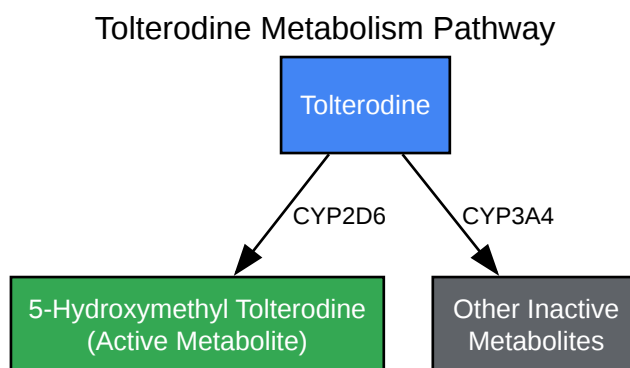 Tolterodine Metabolism Pathway
Tolterodine
CYP2D6
CYP3A4
5-Hydroxymethyl Tolterodine
(Active Metabolite)
Other Inactive
Metabolites